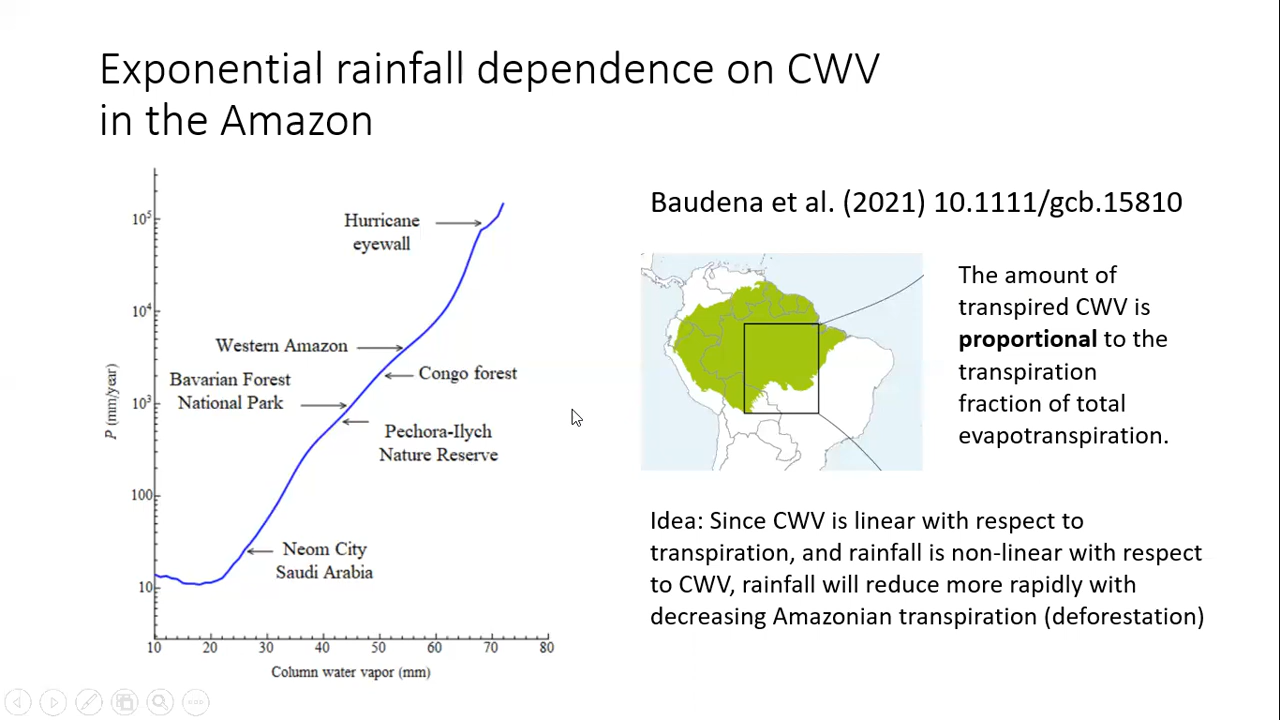 Exponential rainfall dependence on CWV
in the Amazon
10⁵
10⁴
10³
100
10
P (mm/year)
Hurricane
eyewall
Western Amazon
Congo forest
Bavarian Forest
National Park
Pechora-Ilych
Nature Reserve
Neom City
Saudi Arabia
10 20 30 40 50 60 70 80
Column water vapor (mm)
Baudena et al. (2021) 10.1111/gcb.15810
The amount of
transpired CWV is
proportional to the
transpiration
fraction of total
evapotranspiration.
Idea: Since CWV is linear with respect to
transpiration, and rainfall is non-linear with respect
to CWV, rainfall will reduce more rapidly with
decreasing Amazonian transpiration (deforestation)